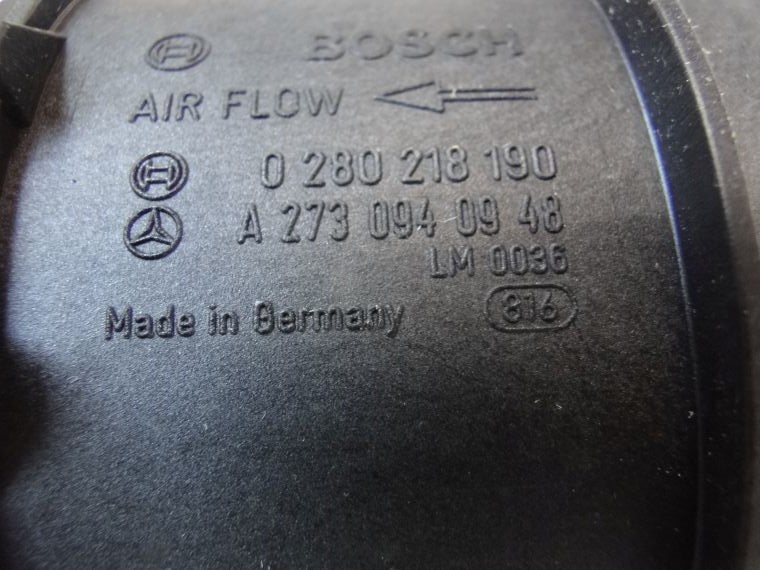 BOSCH
AIR FLOW
0 280 218 190
A 273 094 09 48
LM 0036
Made in Germany 816